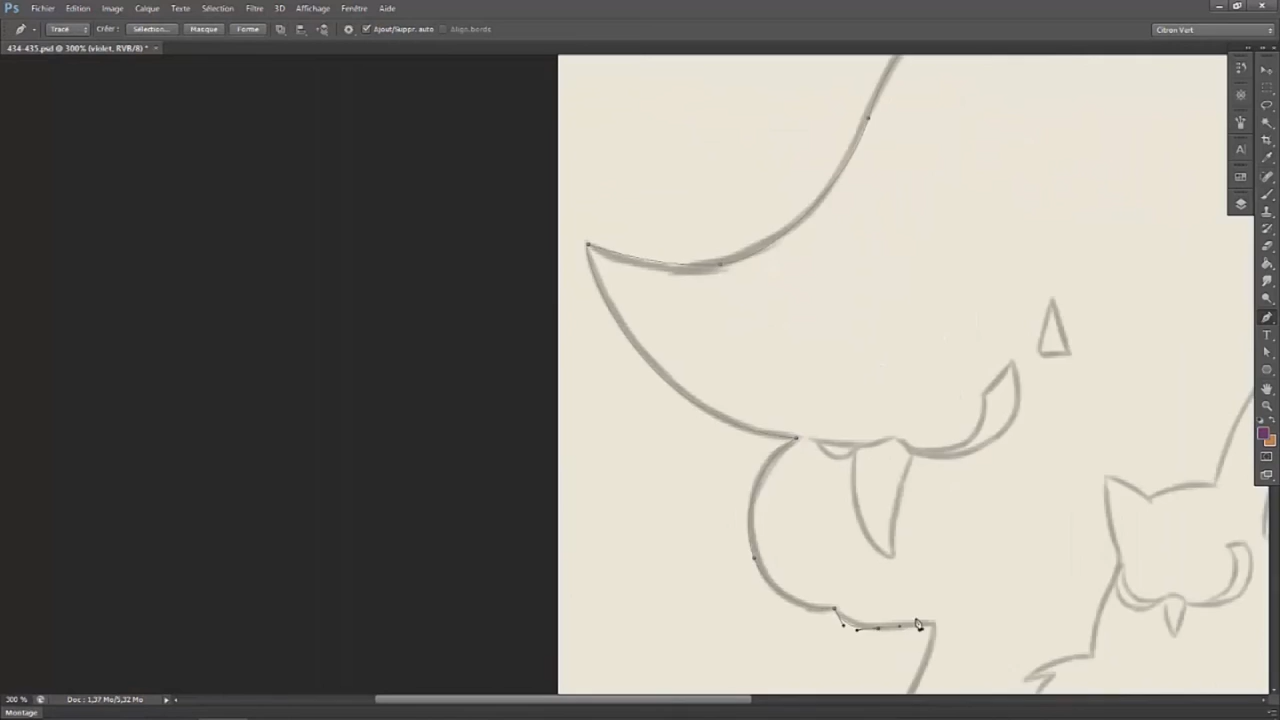 Ps Fichier Edition Image Calque Texte Sélection Filtre 3D Affichage Fenêtre Aide
Tracé Créer : Sélection... Masque Forme Ajout/Suppr. auto Align. bords Citron Vert
434-435.psd @ 300% (violet, RVB/8) * ×
300 % Doc : 1,37 Mo/5,32 Mo
Montage